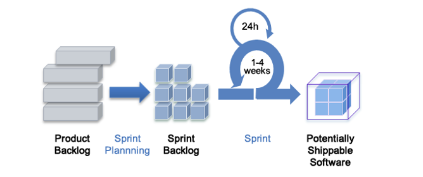 24h
1-4
weeks
Product
Backlog
Sprint
Plannning
Sprint
Backlog
Sprint
Potentially
Shippable
Software